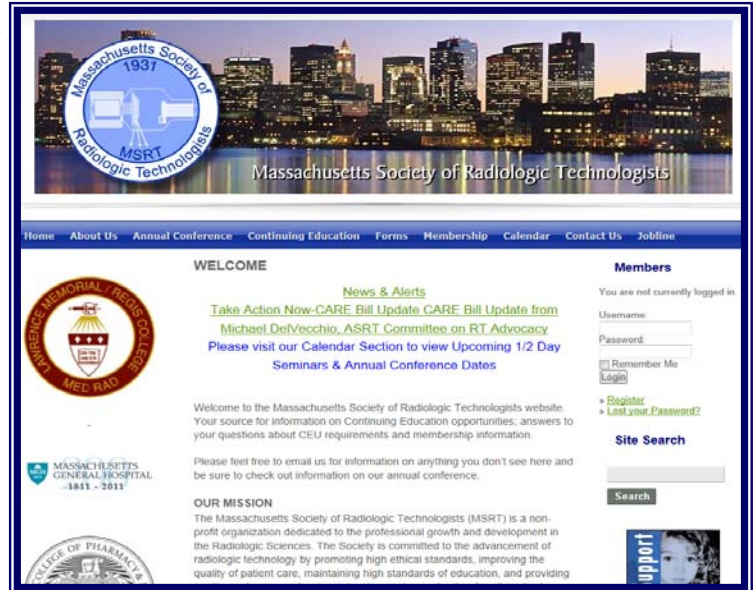 Massachusetts Society of
1931
MSRT
Radiologic Technologists
Massachusetts Society of Radiologic Technologists
Home About Us Annual Conference Continuing Education Forms Membership Calendar Contact Us Jobline
LAWRENCE MEMORIAL / REGIS COLLEGE
MED RAD
MGH
1811
MASSACHUSETTS
GENERAL HOSPITAL
1811 - 2011
COLLEGE OF PHARMACY &
WELCOME
News & Alerts
Take Action Now-CARE Bill Update CARE Bill Update from
Michael DelVecchio, ASRT Committee on RT Advocacy
Please visit our Calendar Section to view Upcoming 1/2 Day
Seminars & Annual Conference Dates
Welcome to the Massachusetts Society of Radiologic Technologists website.
Your source for information on Continuing Education opportunities; answers to
your questions about CEU requirements and membership information.
Please feel free to email us for information on anything you don't see here and
be sure to check out information on our annual conference.
OUR MISSION
The Massachusetts Society of Radiologic Technologists (MSRT) is a non-
profit organization dedicated to the professional growth and development in
the Radiologic Sciences. The Society is committed to the advancement of
radiologic technology by promoting high ethical standards, improving the
quality of patient care, maintaining high standards of education, and providing
Members
You are not currently logged in.
Username:
Password:
Remember Me
Login
» Register
» Lost your Password?
Site Search
Search
upport